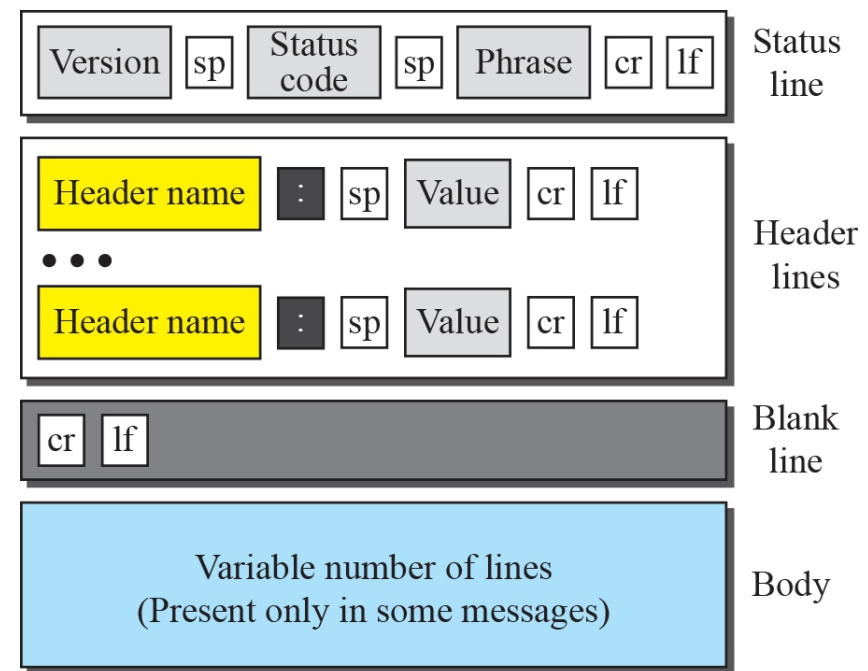 Version sp Status code sp Phrase cr lf
Status line
Header name : sp Value cr lf
•••
Header name : sp Value cr lf
Header lines
cr lf
Blank line
Variable number of lines
(Present only in some messages)
Body